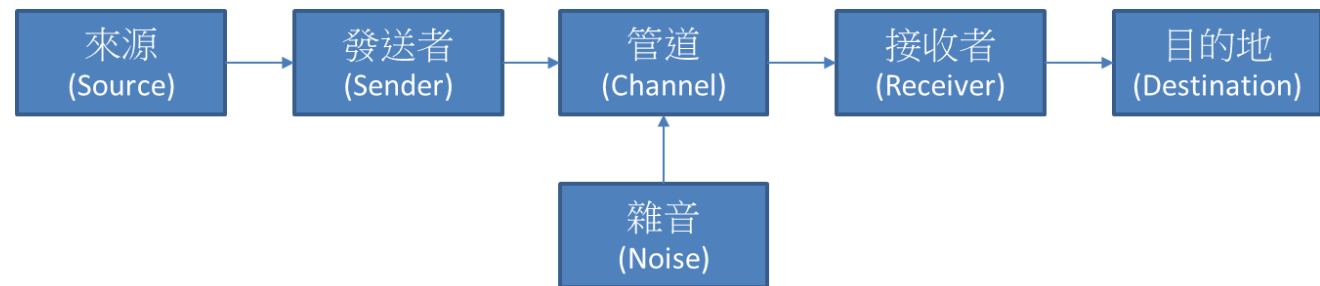 來源
(Source)
發送者
(Sender)
管道
(Channel)
接收者
(Receiver)
目的地
(Destination)
雜音
(Noise)